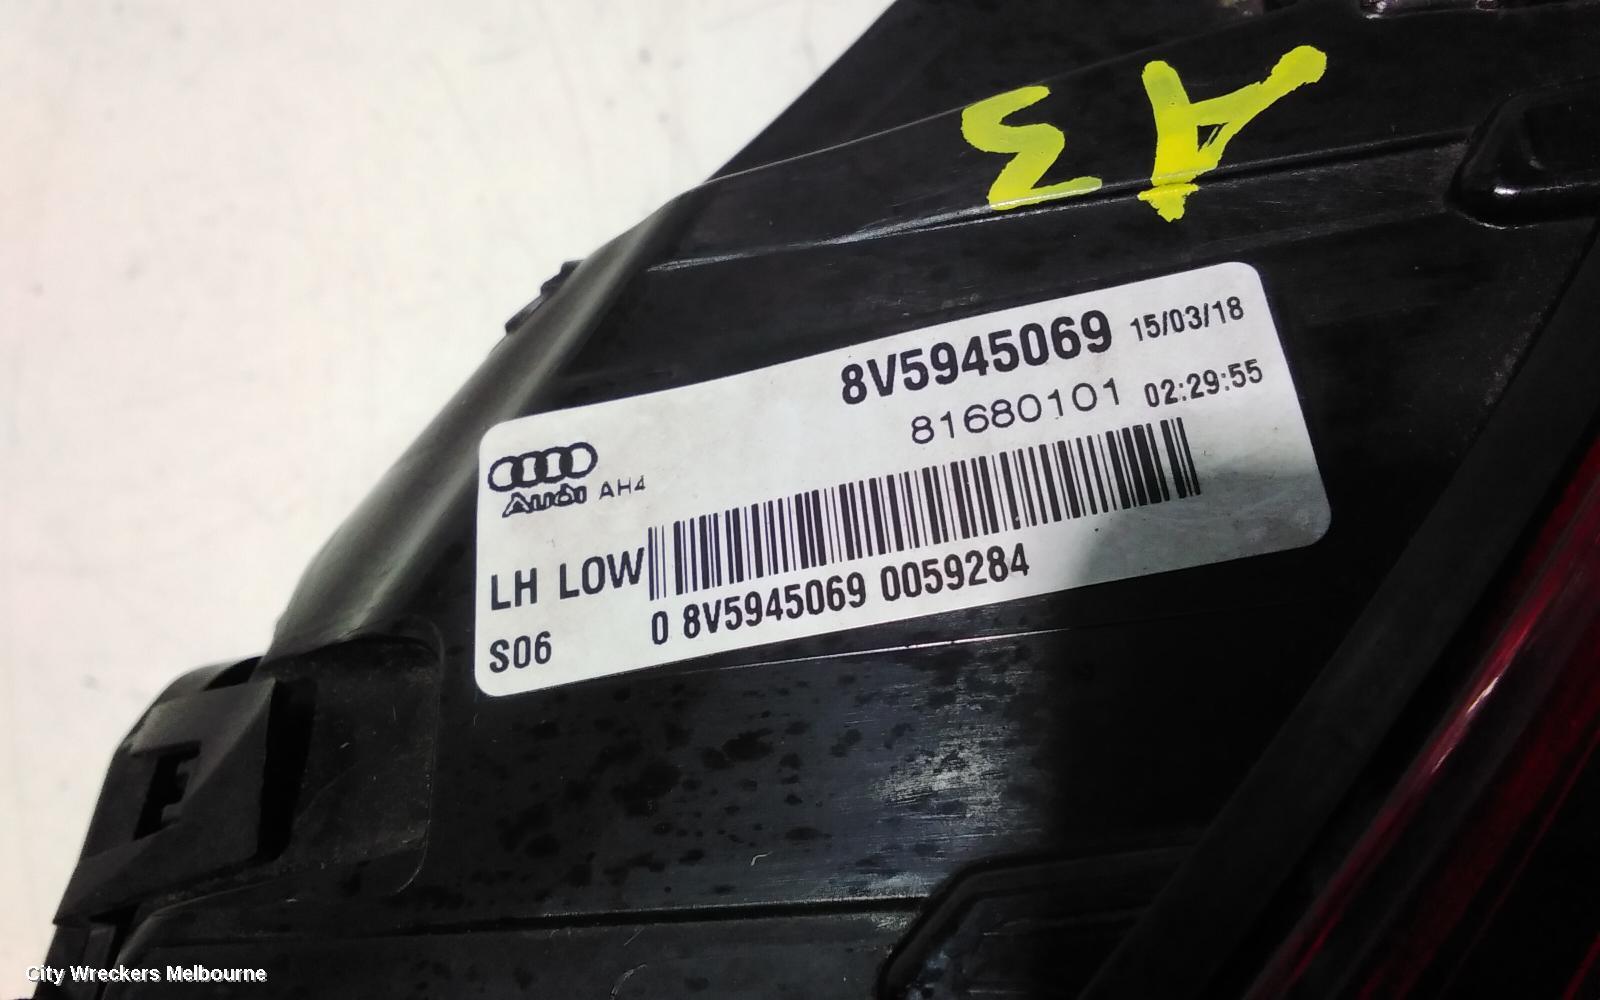 A3
8V5945069 15/03/18
81680101 02:29:55
Audi AH4
LH LOW
0 8V5945069 0059284
S06
City Wreckers Melbourne